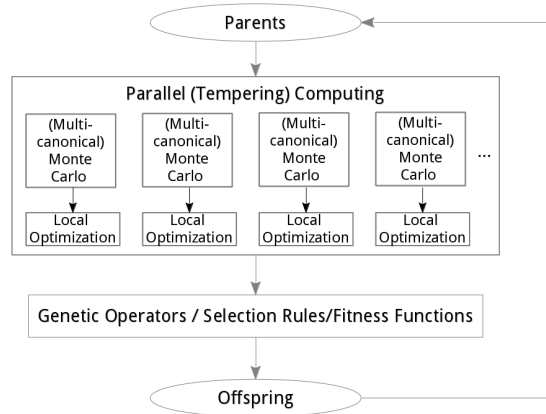 Parents
Parallel (Tempering) Computing
(Multi-
canonical)
Monte
Carlo
(Multi-
canonical)
Monte
Carlo
(Multi-
canonical)
Monte
Carlo
(Multi-
canonical)
Monte
Carlo
...
Local
Optimization
Local
Optimization
Local
Optimization
Local
Optimization
Genetic Operators / Selection Rules/Fitness Functions
Offspring